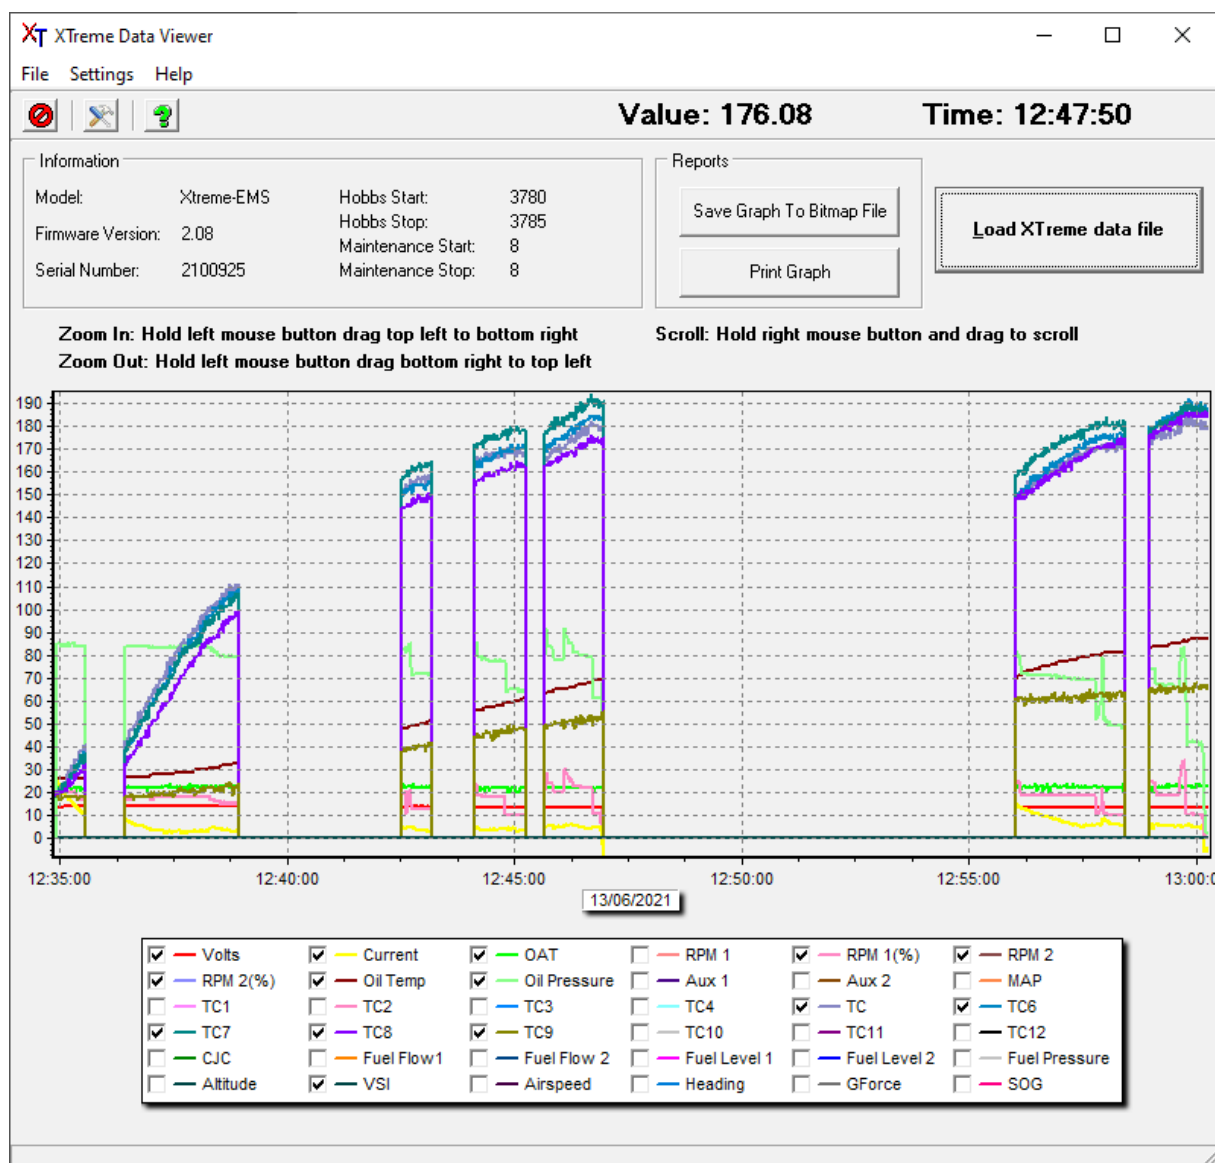 XT XTreme Data Viewer
File Settings Help
Value: 176.08 Time: 12:47:50
Information
Model: Xtreme-EMS Hobbs Start: 3780
Hobbs Stop: 3785
Firmware Version: 2.08 Maintenance Start: 8
Serial Number: 2100925 Maintenance Stop: 8
Reports
Save Graph To Bitmap File
Print Graph
Load XTreme data file
Zoom In: Hold left mouse button drag top left to bottom right
Zoom Out: Hold left mouse button drag bottom right to top left
Scroll: Hold right mouse button and drag to scroll
190
180
170
160
150
140
130
120
110
100
90
80
70
60
50
40
30
20
10
0
12:35:00 12:40:00 12:45:00 12:50:00 12:55:00 13:00:0
13/06/2021
Volts Current OAT RPM 1 RPM 1(%) RPM 2
RPM 2(%) Oil Temp Oil Pressure Aux 1 Aux 2 MAP
TC1 TC2 TC3 TC4 TC TC6
TC7 TC8 TC9 TC10 TC11 TC12
CJC Fuel Flow1 Fuel Flow 2 Fuel Level 1 Fuel Level 2 Fuel Pressure
Altitude VSI Airspeed Heading GForce SOG